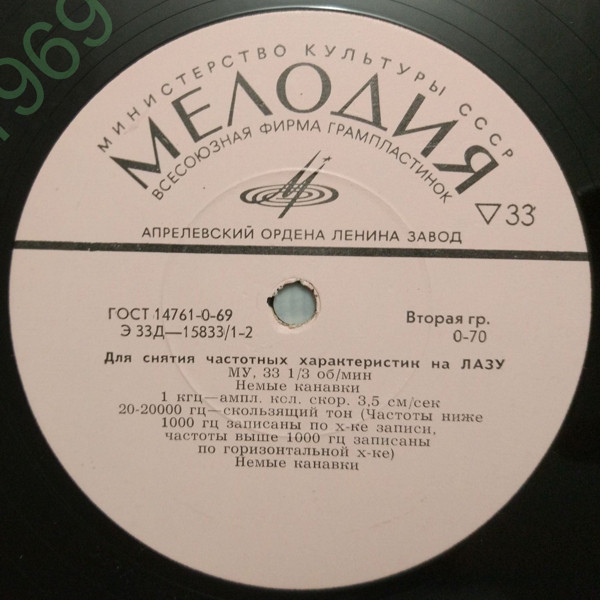 1969
МИНИСТЕРСТВО КУЛЬТУРЫ СССР
МЕЛОДИЯ
ВСЕСОЮЗНАЯ ФИРМА ГРАМПЛАСТИНОК
▽33
АПРЕЛЕВСКИЙ ОРДЕНА ЛЕНИНА ЗАВОД
ГОСТ 14761-0-69
Э 33Д—15833/1-2
Вторая гр.
0-70
Для снятия частотных характеристик на ЛАЗУ
МУ, 33 1/3 об/мин
Немые канавки
1 кгц—ампл. кол. скор. 3,5 см/сек
20-20000 гц—скользящий тон (Частоты ниже
1000 гц записаны по х-ке записи,
частоты выше 1000 гц записаны
по горизонтальной х-ке)
Немые канавки